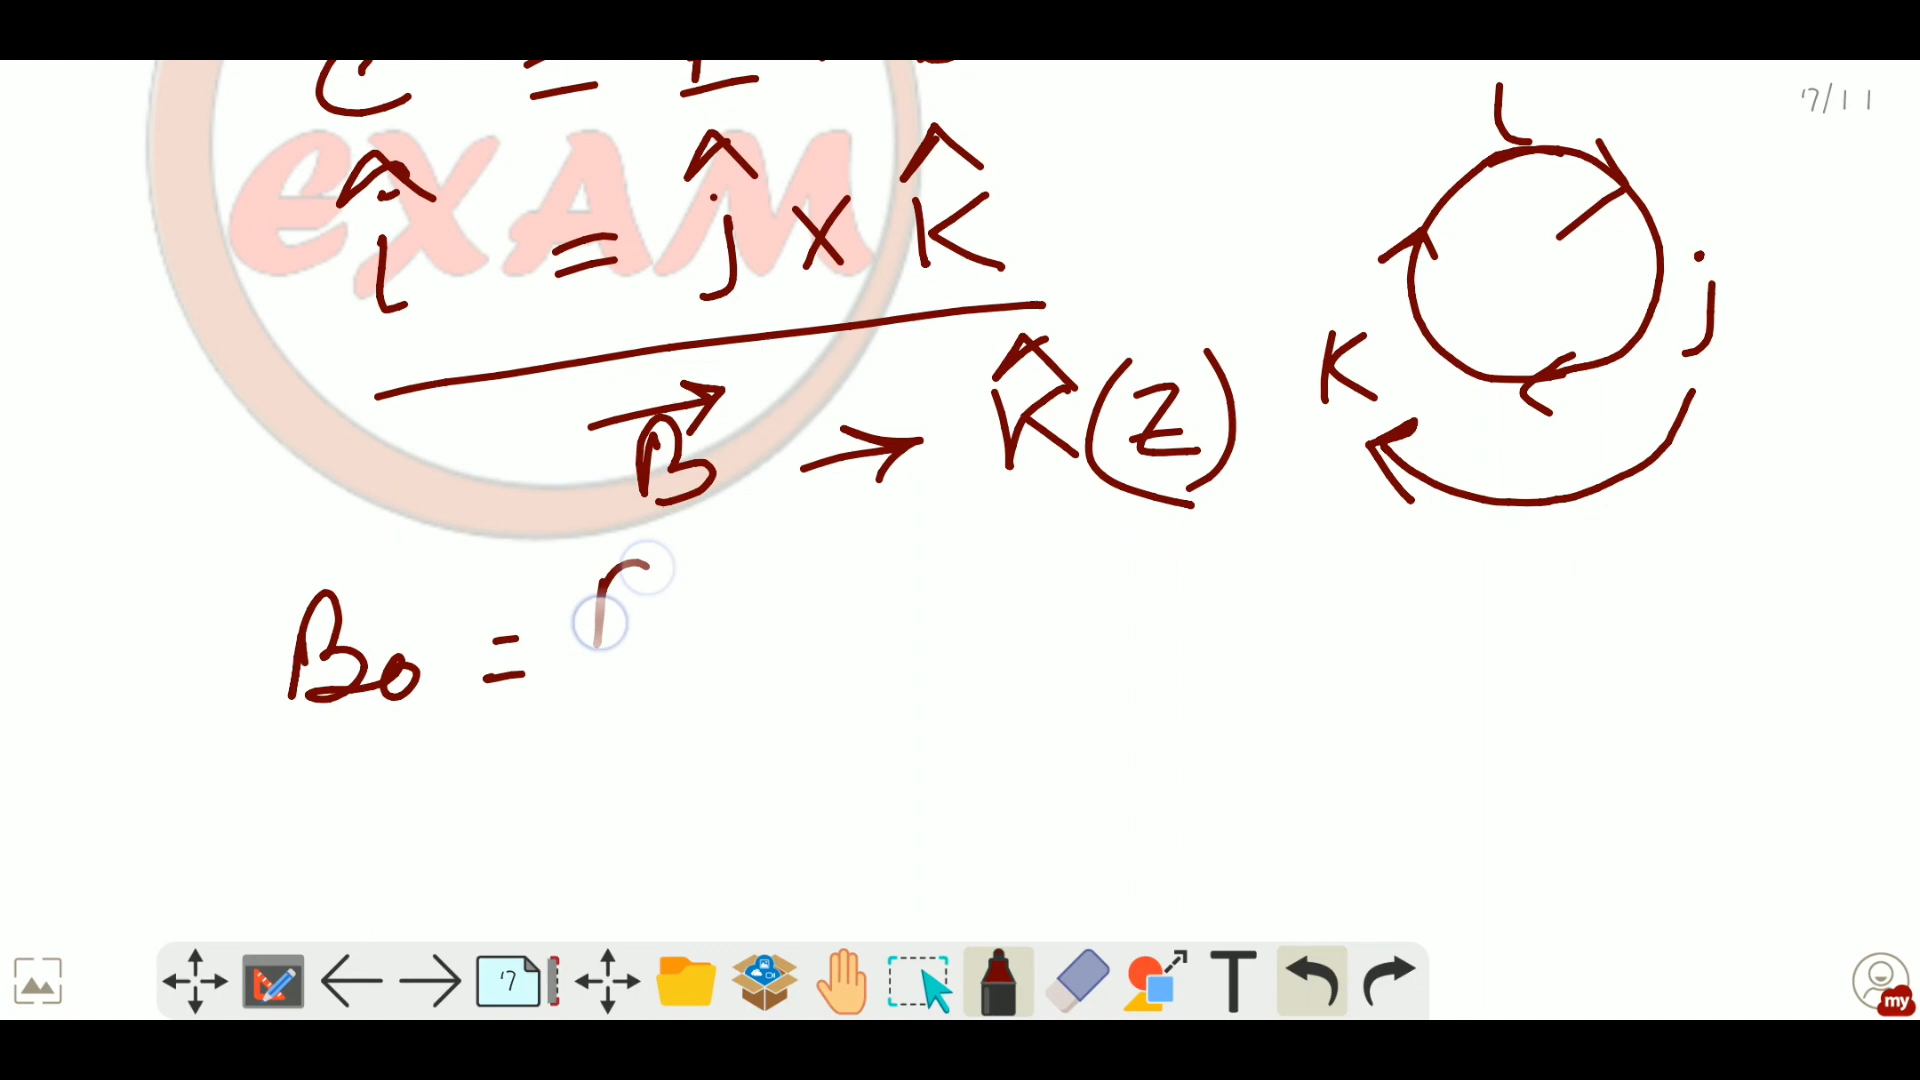 7/11
î = ĵ × K̂
i
j
K
B⃗ → K̂ (Z)
B₀ =
EXAM
7
T
my